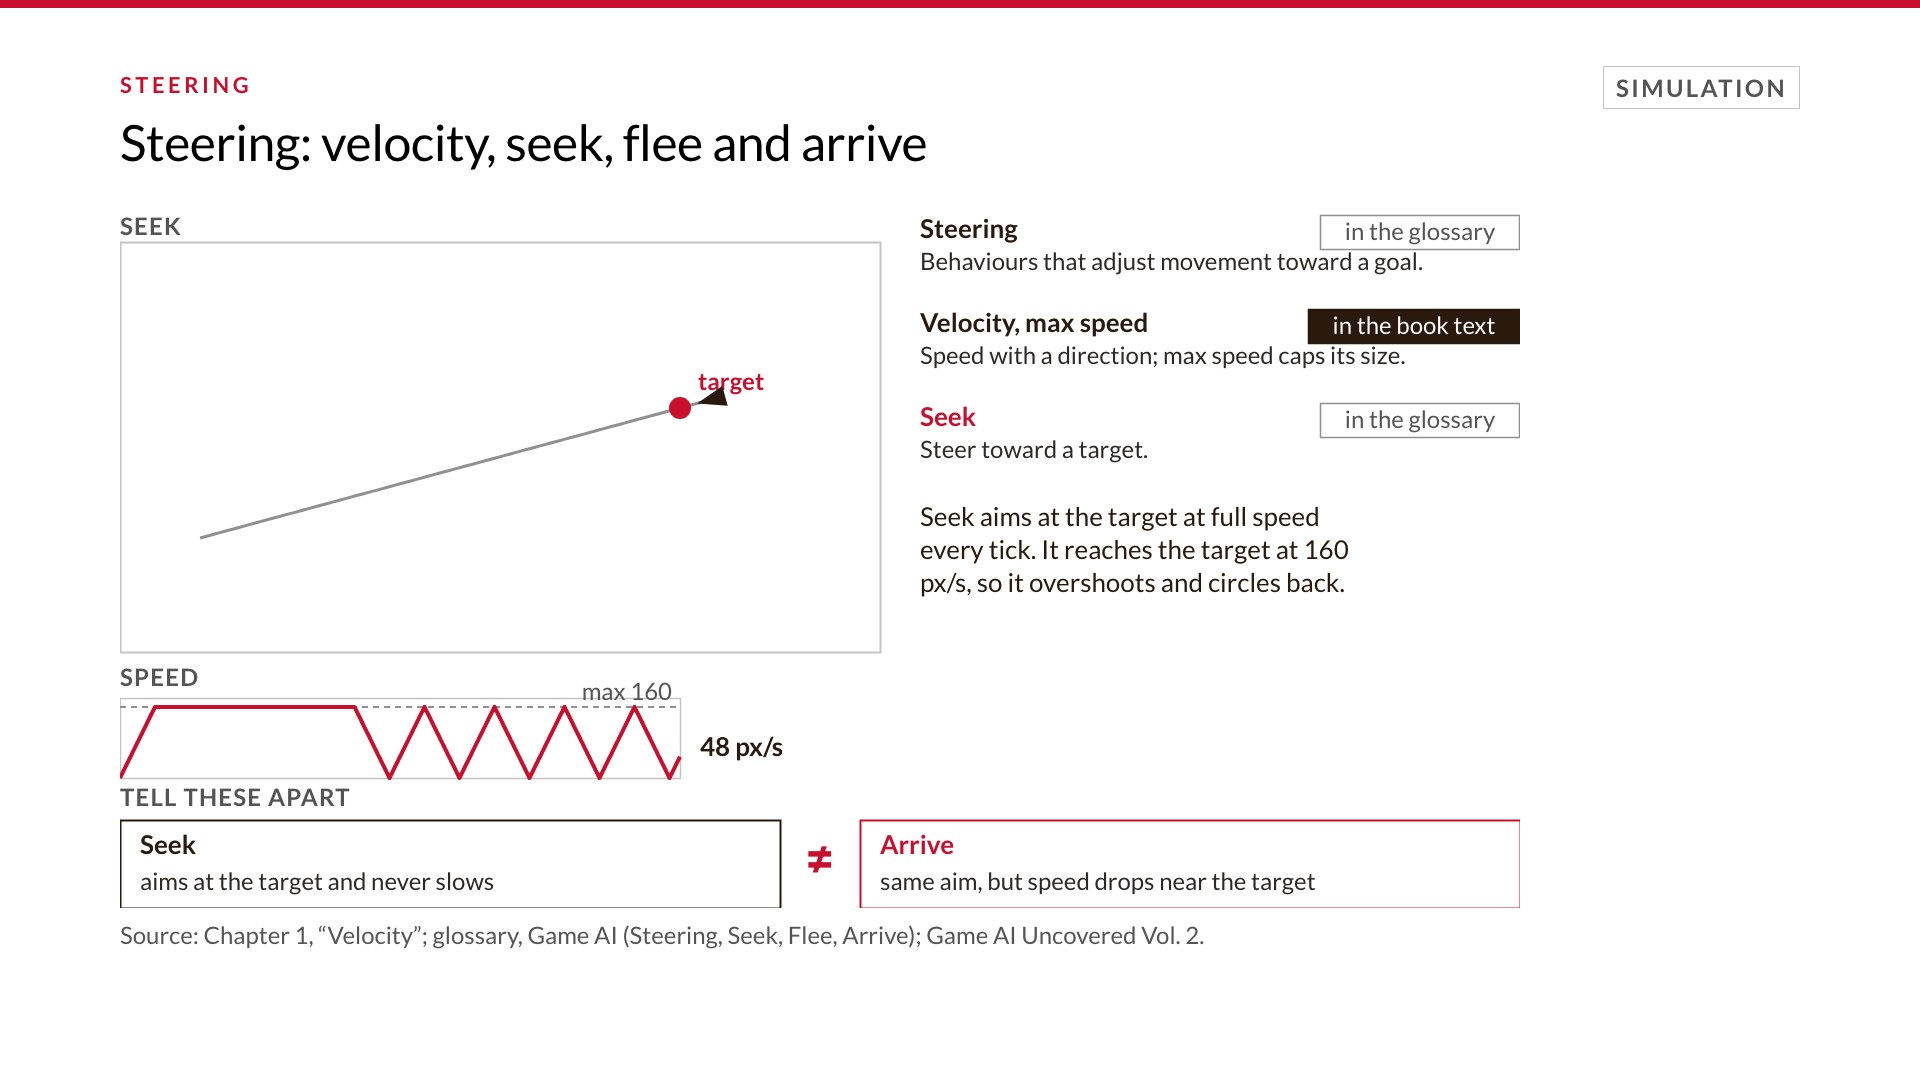 STEERING
SIMULATION
Steering: velocity, seek, flee and arrive
SEEK
target
Steering
in the glossary
Behaviours that adjust movement toward a goal.
Velocity, max speed
in the book text
Speed with a direction; max speed caps its size.
Seek
in the glossary
Steer toward a target.
Seek aims at the target at full speed
every tick. It reaches the target at 160
px/s, so it overshoots and circles back.
SPEED
max 160
48 px/s
TELL THESE APART
Seek
aims at the target and never slows
≠
Arrive
same aim, but speed drops near the target
Source: Chapter 1, “Velocity”; glossary, Game AI (Steering, Seek, Flee, Arrive); Game AI Uncovered Vol. 2.